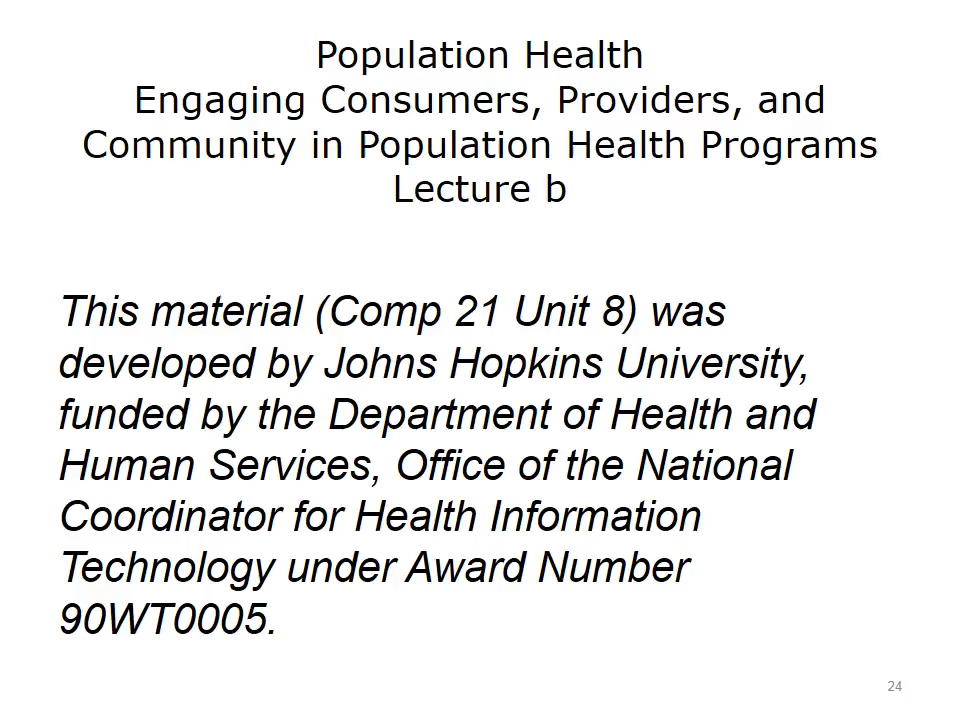 Population Health
Engaging Consumers, Providers, and
Community in Population Health Programs
Lecture b
This material (Comp 21 Unit 8) was
developed by Johns Hopkins University,
funded by the Department of Health and
Human Services, Office of the National
Coordinator for Health Information
Technology under Award Number
90WT0005.
24